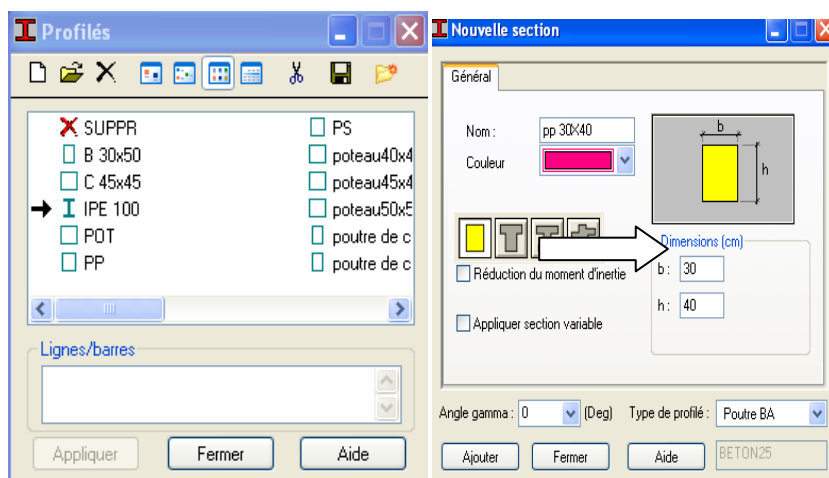 Profilés
SUPPR
B 30x50
C 45x45
IPE 100
POT
PP
PS
poteau40x4
poteau45x4
poteau50x5
poutre de c
poutre de c
Lignes/barres
Appliquer Fermer Aide
Nouvelle section
Général
Nom : pp 30X40
Couleur
b
h
Réduction du moment d'inertie
Appliquer section variable
Dimensions (cm)
b : 30
h : 40
Angle gamma : 0 (Deg) Type de profilé : Poutre BA
Ajouter Fermer Aide BETON25